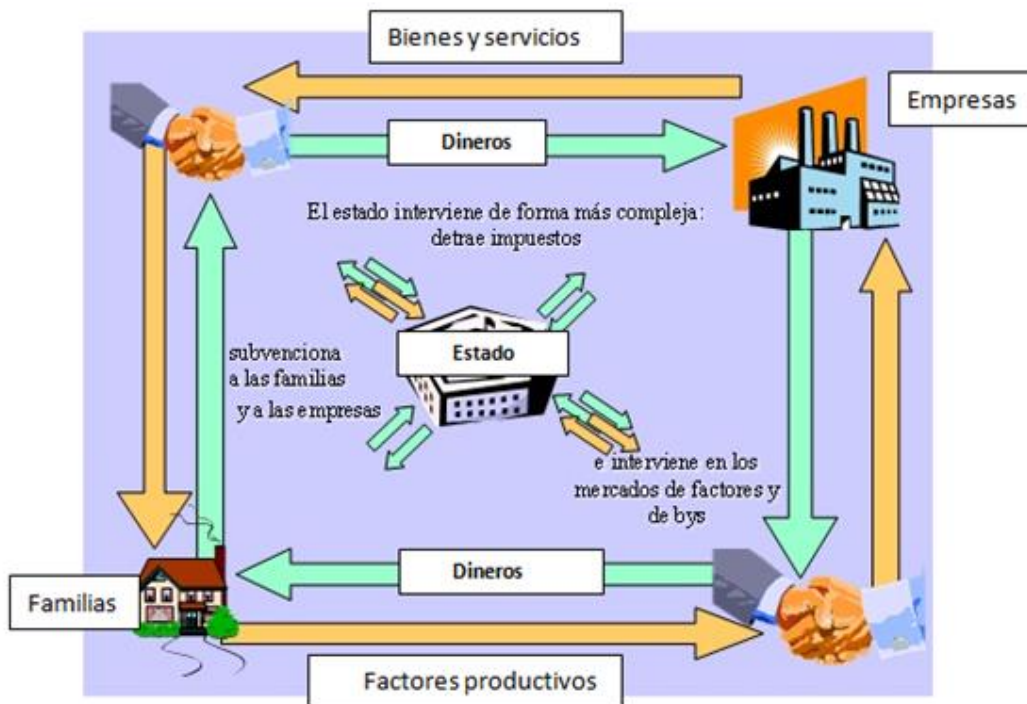 Bienes y servicios
Empresas
Dineros
El estado interviene de forma más compleja:
detrae impuestos
Estado
subvenciona
a las familias
y a las empresas
e interviene en los
mercados de factores y
de bys
Dineros
Familias
Factores productivos